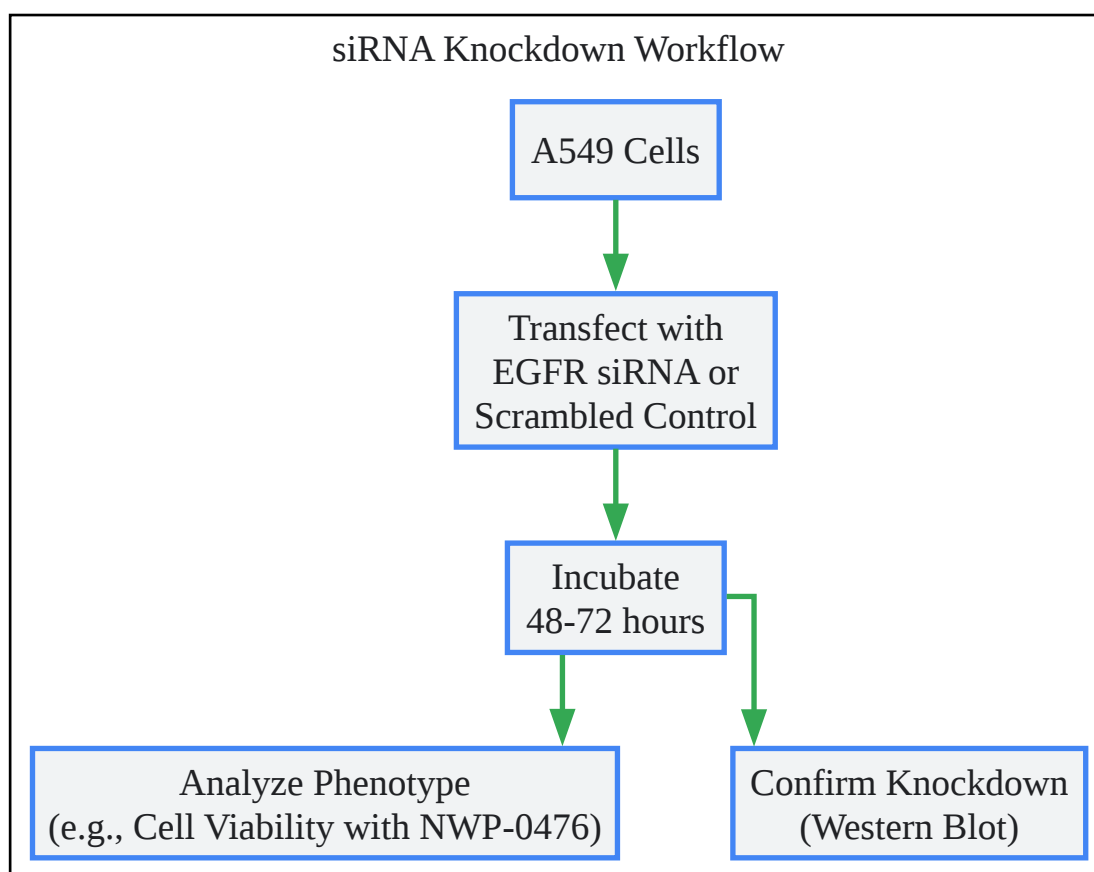 siRNA Knockdown Workflow
A549 Cells
Transfect with
EGFR siRNA or
Scrambled Control
Incubate
48-72 hours
Analyze Phenotype
(e.g., Cell Viability with NWP-0476)
Confirm Knockdown
(Western Blot)